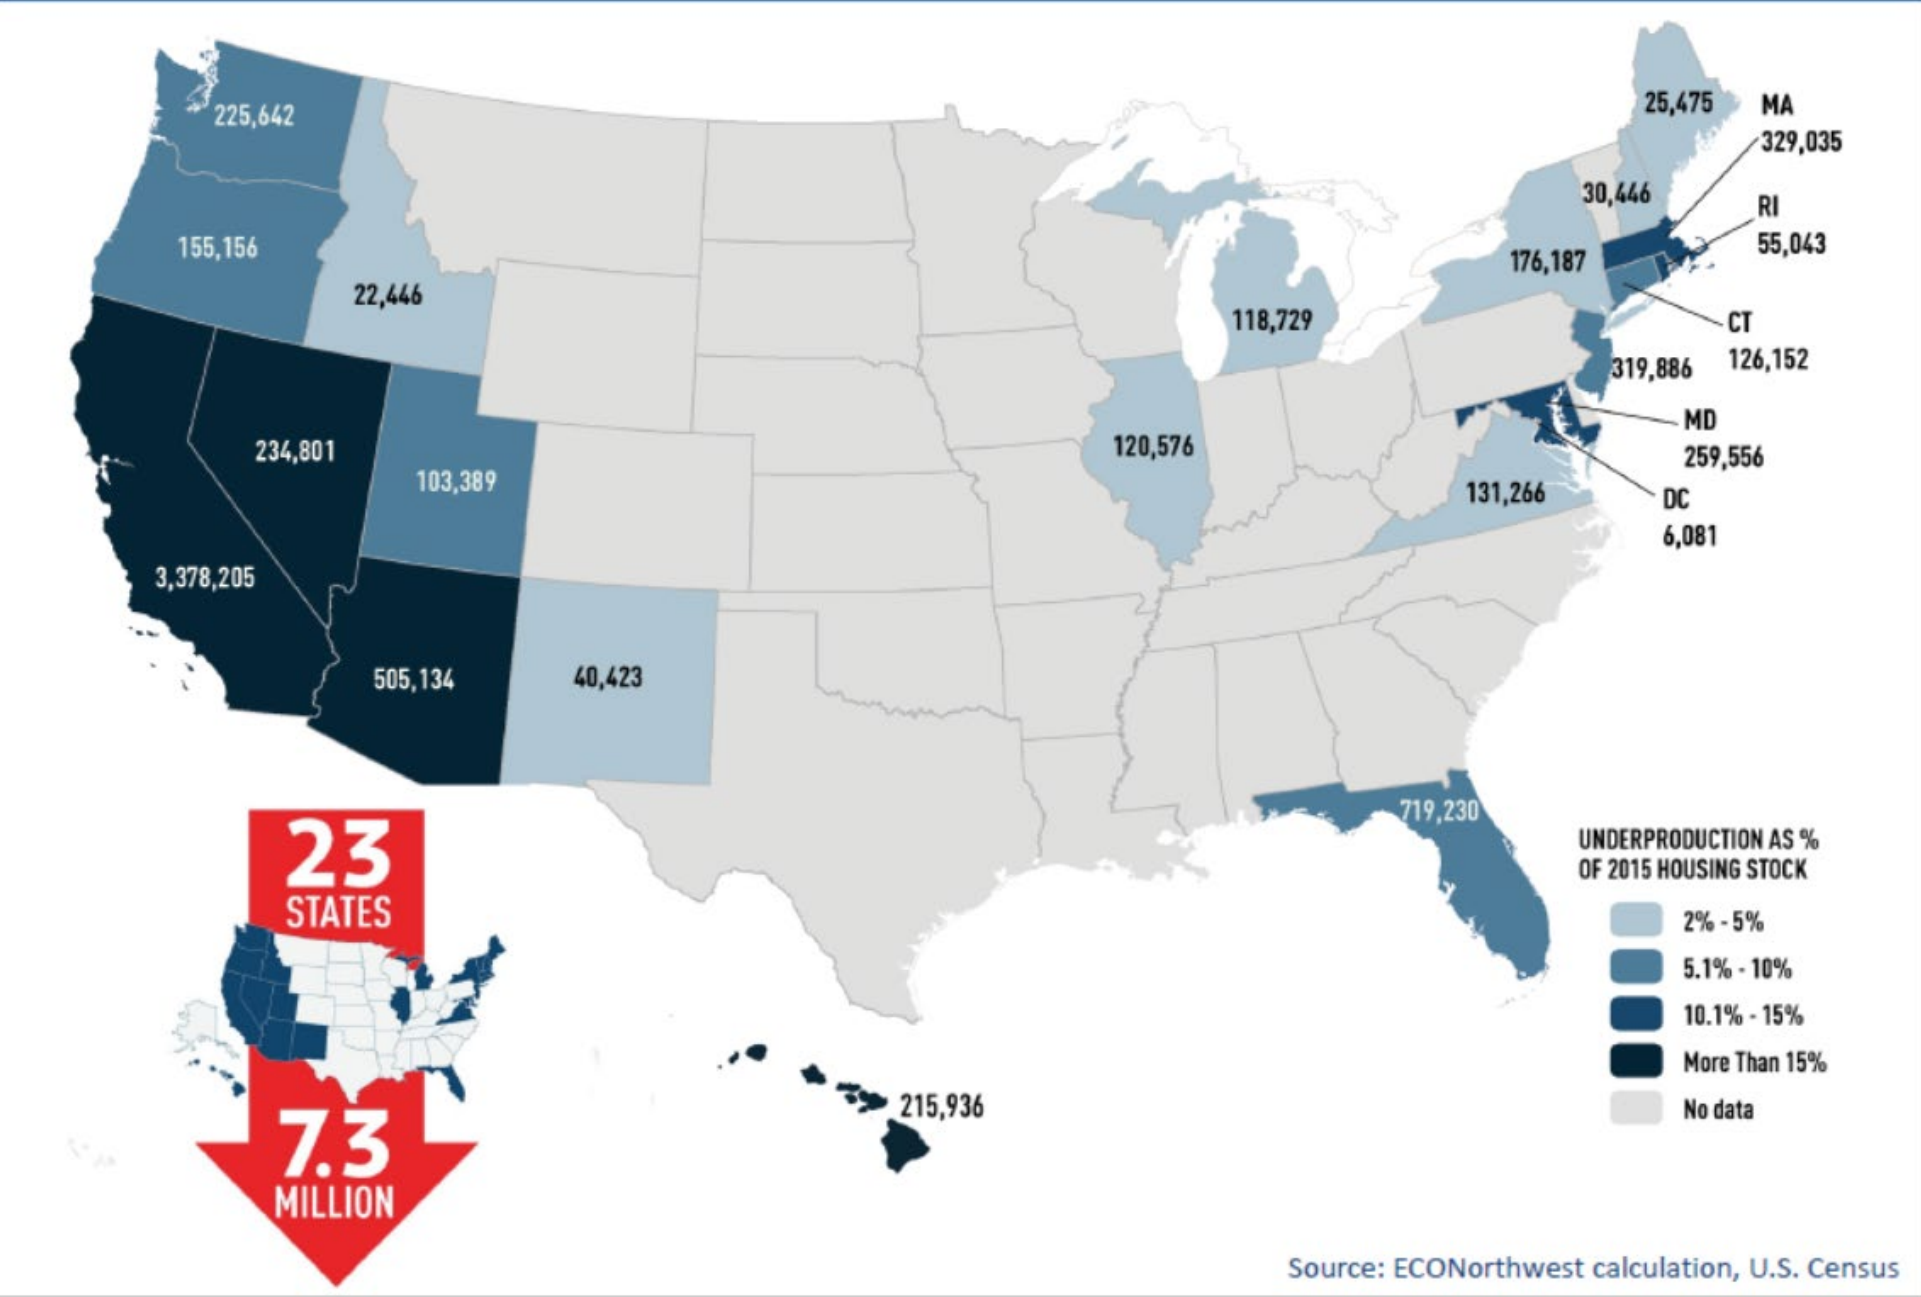 225,642
155,156
22,446
234,801
103,389
3,378,205
505,134
40,423
120,576
118,729
176,187
30,446
25,475
MA
329,035
RI
55,043
CT
126,152
319,886
MD
259,556
DC
6,081
131,266
719,230
215,936
23
STATES
7.3
MILLION
UNDERPRODUCTION AS %
OF 2015 HOUSING STOCK
2% - 5%
5.1% - 10%
10.1% - 15%
More Than 15%
No data
Source: ECONorthwest calculation, U.S. Census